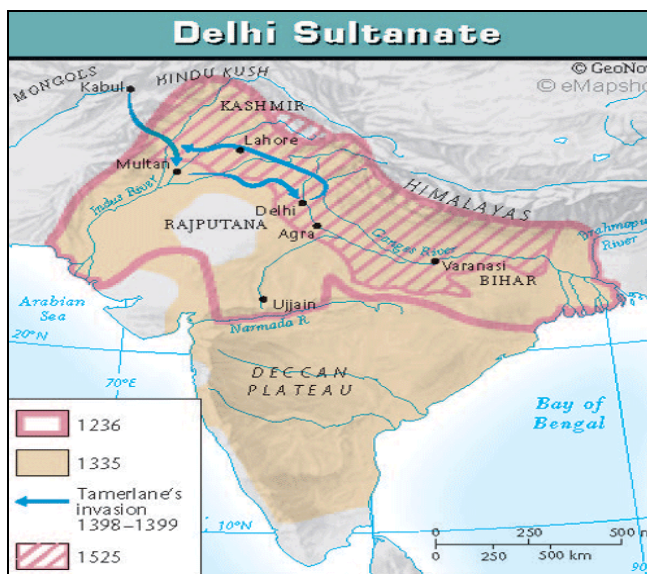 Delhi Sultanate
© GeoNo
© eMapsho
MONGOLS
HINDU KUSH
Kabul
KASHMIR
Lahore
Multan
Indus River
HIMALAYAS
Delhi
RAJPUTANA
Agra
Ganges River
Brahmaput
River
Varanasi
BIHAR
Arabian
Sea
Ujjain
Narmada R.
20°N
70°E
DECCAN
PLATEAU
Bay of
Bengal
1236
1335
Tamerlane's
invasion
1398–1399
1525
10°N
0 250 500 m
0 250 500 km
90